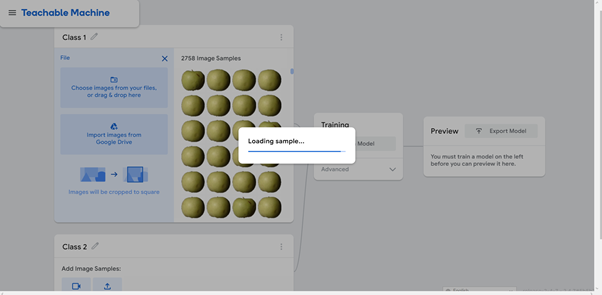 Teachable Machine
Class 1
File
Choose images from your files,
or drag & drop here
Import images from
Google Drive
Images will be cropped to square
2758 Image Samples
Loading sample...
Training
Model
Advanced
Preview
Export Model
You must train a model on the left
before you can preview it here.
Class 2
Add Image Samples: